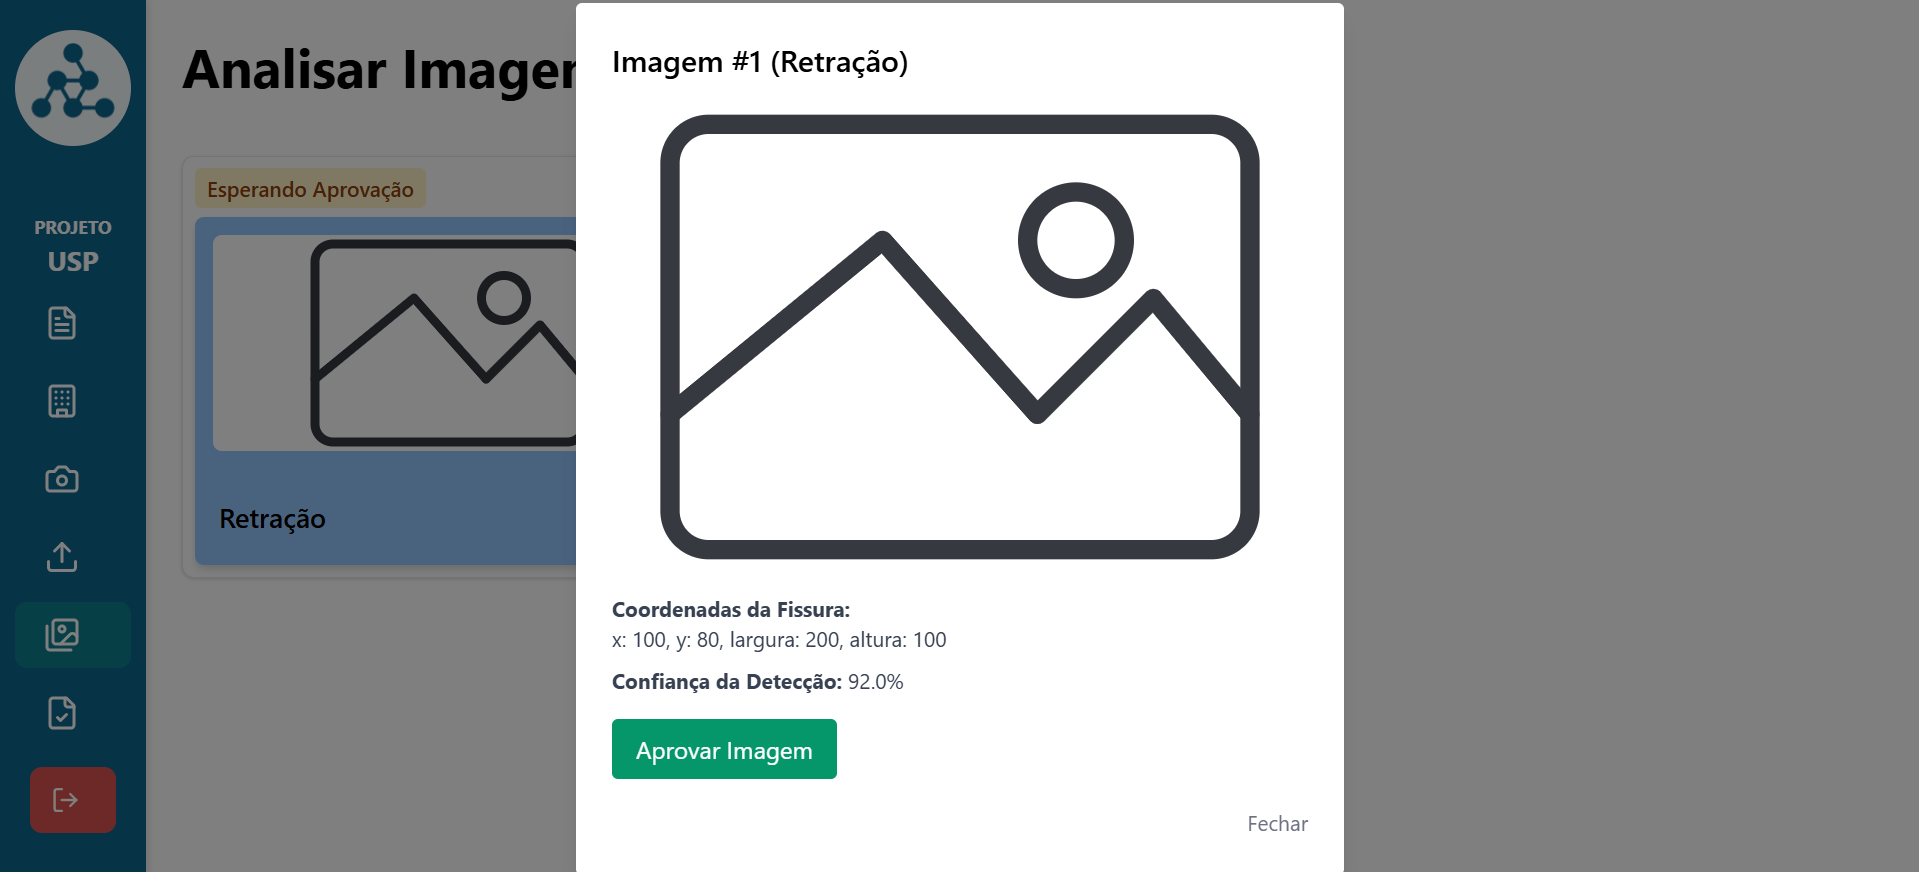 PROJETO
USP
Analisar Imagen
Esperando Aprovação
Retração
Imagem #1 (Retração)
Coordenadas da Fissura:
x: 100, y: 80, largura: 200, altura: 100
Confiança da Detecção: 92.0%
Aprovar Imagem
Fechar